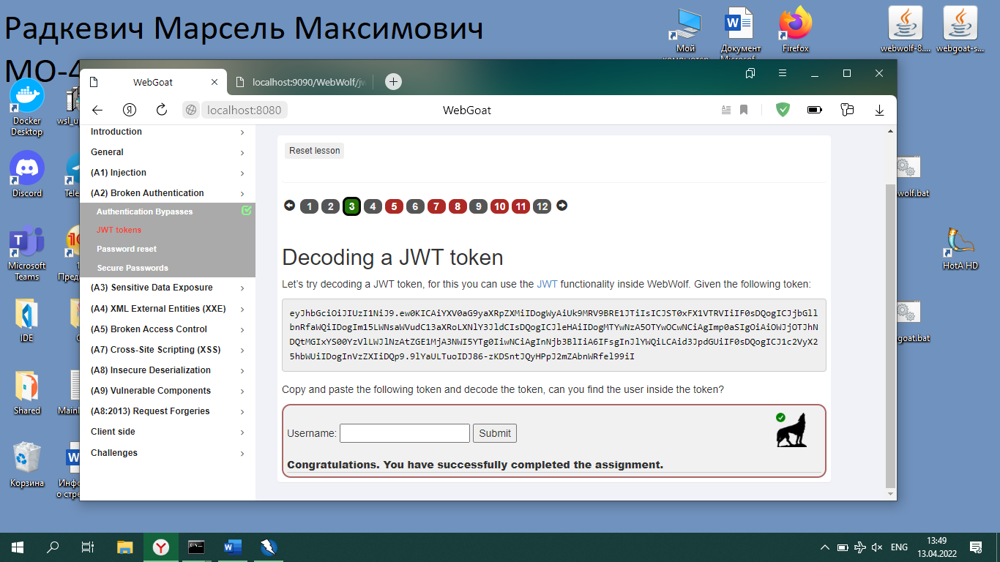 Радкевич Марсель Максимович
МО-4
Мой
компьютер
Документ
Microsof...
Firefox
webwolf-8....
webgoat-s...
Docker
Desktop
wsl_up
Discord
Tele
Microsoft
Teams
1
Пред
IDE
Shared
MainI
Корзина
Инфо
о стре
wolf.bat
HotA HD
goat.bat
WebGoat
localhost:9090/WebWolf/jw
localhost:8080
WebGoat
Introduction
General
(A1) Injection
(A2) Broken Authentication
Authentication Bypasses
JWT tokens
Password reset
Secure Passwords
(A3) Sensitive Data Exposure
(A4) XML External Entities (XXE)
(A5) Broken Access Control
(A7) Cross-Site Scripting (XSS)
(A8) Insecure Deserialization
(A9) Vulnerable Components
(A8:2013) Request Forgeries
Client side
Challenges
Reset lesson
1 2 3 4 5 6 7 8 9 10 11 12
Decoding a JWT token
Let's try decoding a JWT token, for this you can use the JWT functionality inside WebWolf. Given the following token:
eyJhbGciOiJIUzI1NiJ9.ew0KICAiYXV0aG9yaXRpZXMiIDogWyAiUk9MRV9BRE1JTiIsICJST0xFX1VTRVIiIF0sDQogICJjbGll
bnRfaWQiIDogIm15LWNsaWVudC13aXRoLXNlY3JldCIsDQogICJleHAiIDogMTYwNzA5OTYwOCwNCiAgImp0aSIgOiAiOWJjOTJhN
DQtMGIxYS00YzVlLWJlNzAtZGE1MjA3NWI5YTg0IiwNCiAgInNjb3BlIiA6IFsgInJlYWQiLCAid3JpdGUiIF0sDQogICJ1c2VyX2
5hbWUiIDogInVzZXIiDQp9.9lYaULTuoIDJ86-zKDSntJQyHPpJ2mZAbnWRfel99iI
Copy and paste the following token and decode the token, can you find the user inside the token?
Username:
Submit
Congratulations. You have successfully completed the assignment.
ENG
13:49
13.04.2022